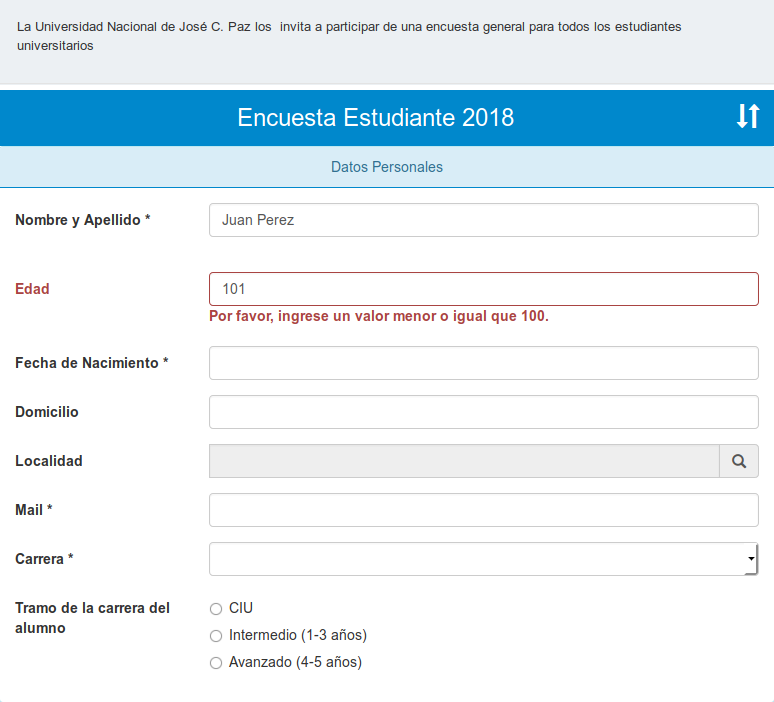 La Universidad Nacional de José C. Paz los  invita a participar de una encuesta general para todos los estudiantes
universitarios
Encuesta Estudiante 2018
Datos Personales
Nombre y Apellido * Juan Perez
Edad 101
Por favor, ingrese un valor menor o igual que 100.
Fecha de Nacimiento *
Domicilio
Localidad
Mail *
Carrera *
Tramo de la carrera del
alumno
CIU
Intermedio (1-3 años)
Avanzado (4-5 años)